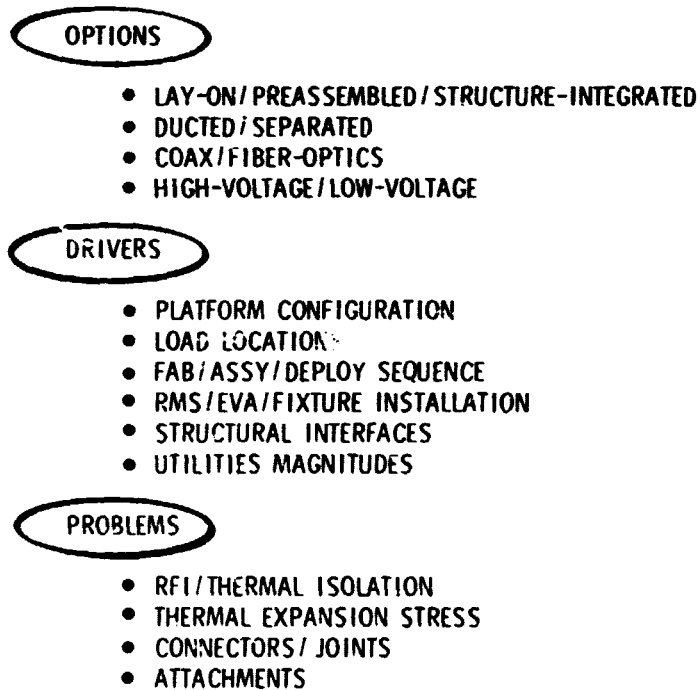 OPTIONS
• LAY-ON/PREASSEMBLED/STRUCTURE-INTEGRATED
• DUCTED/SEPARATED
• COAX/FIBER-OPTICS
• HIGH-VOLTAGE/LOW-VOLTAGE
DRIVERS
• PLATFORM CONFIGURATION
• LOAD LOCATIONS
• FAB/ASSY/DEPLOY SEQUENCE
• RMS/EVA/FIXTURE INSTALLATION
• STRUCTURAL INTERFACES
• UTILITIES MAGNITUDES
PROBLEMS
• RFI/THERMAL ISOLATION
• THERMAL EXPANSION STRESS
• CONNECTORS/JOINTS
• ATTACHMENTS